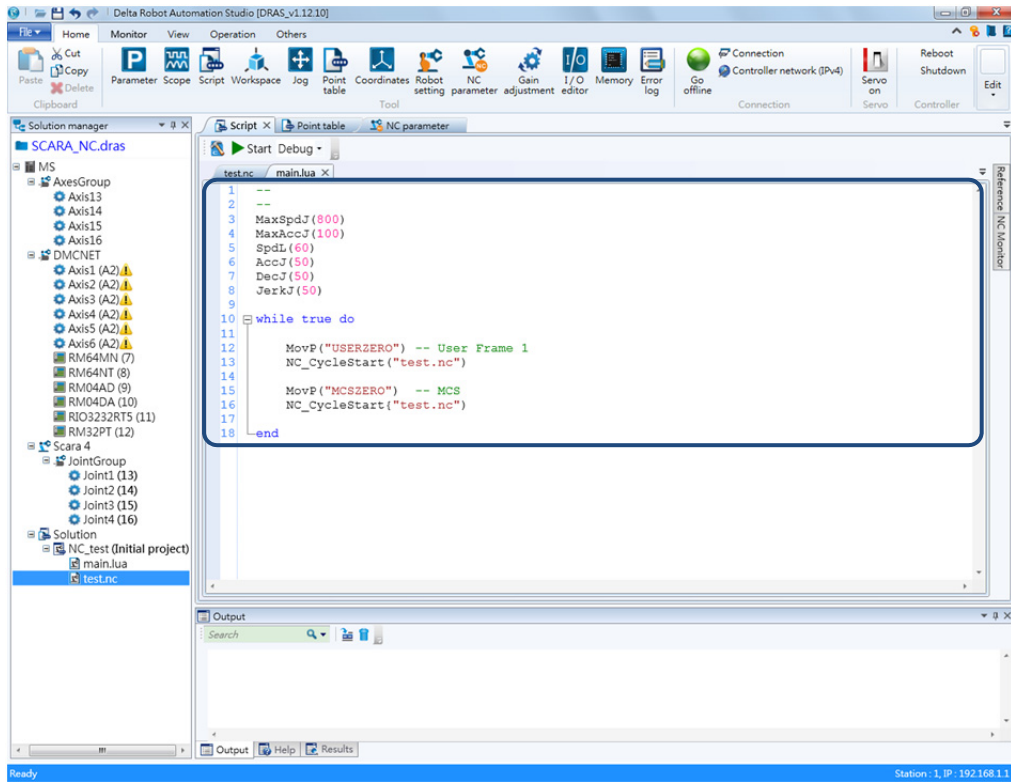 Delta Robot Automation Studio [DRAS_v1.12.10]
File Home Monitor View Operation Others
Paste Cut Copy Delete
Parameter Scope Script Workspace Jog Point table Coordinates Robot setting NC parameter Gain adjustment I/O editor Memory Error log Go offline
Connection
Controller network (IPv4)
Servo on
Reboot
Shutdown
Edit
Clipboard Tool Connection Servo Controller
Solution manager
SCARA_NC.dras
MS
AxesGroup
Axis13
Axis14
Axis15
Axis16
DMCNET
Axis1 (A2)
Axis2 (A2)
Axis3 (A2)
Axis4 (A2)
Axis5 (A2)
Axis6 (A2)
RM64MN (7)
RM64NT (8)
RM04AD (9)
RM04DA (10)
RIO3232RT5 (11)
RM32PT (12)
Scara 4
JointGroup
Joint1 (13)
Joint2 (14)
Joint3 (15)
Joint4 (16)
Solution
NC_test (Initial project)
main.lua
test.nc
Script Point table NC parameter
Start Debug
test.nc main.lua
1 --
2 --
3 MaxSpdJ(800)
4 MaxAccJ(100)
5 SpdL(60)
6 AccJ(50)
7 DecJ(50)
8 JerkJ(50)
9
10 while true do
11
12 MovP("USERZERO") -- User Frame 1
13 NC_CycleStart("test.nc")
14
15 MovP("MCSZERO") -- MCS
16 NC_CycleStart("test.nc")
17
18 end
Reference
NC Monitor
Output
Search
Output Help Results
Ready
Station : 1, IP : 192.168.1.1